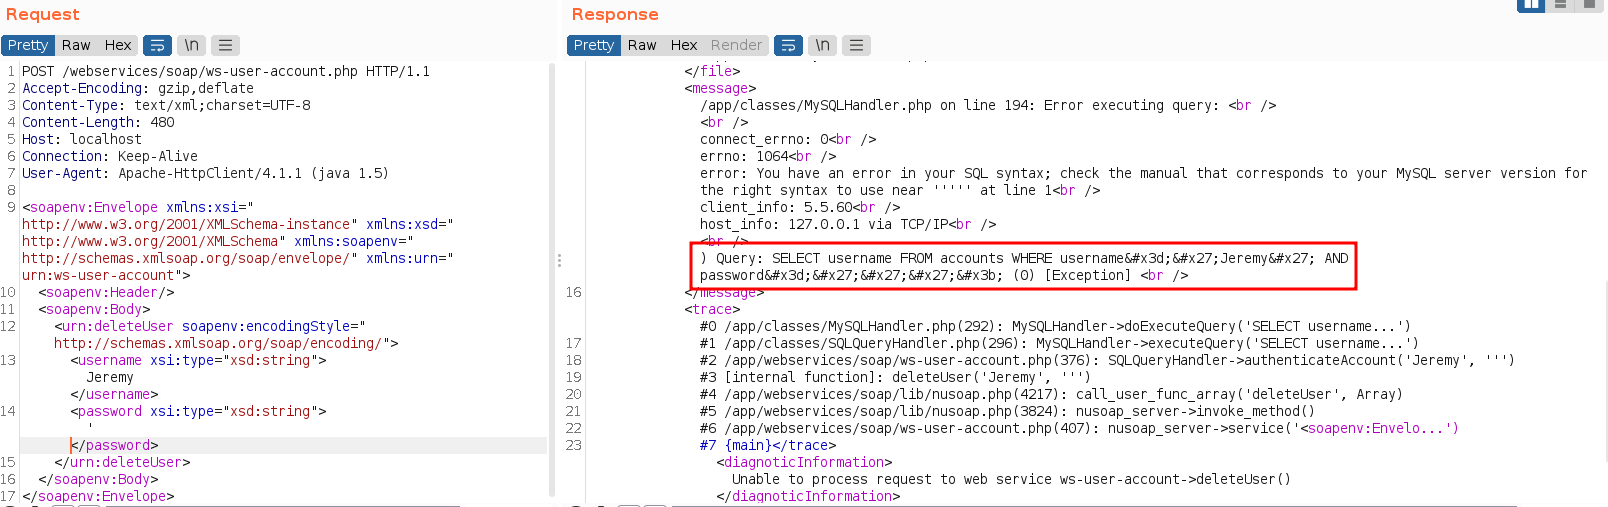 Request
Pretty Raw Hex \n
1 POST /webservices/soap/ws-user-account.php HTTP/1.1
2 Accept-Encoding: gzip,deflate
3 Content-Type: text/xml;charset=UTF-8
4 Content-Length: 480
5 Host: localhost
6 Connection: Keep-Alive
7 User-Agent: Apache-HttpClient/4.1.1 (java 1.5)
8
9 <soapenv:Envelope xmlns:xsi="
http://www.w3.org/2001/XMLSchema-instance" xmlns:xsd="
http://www.w3.org/2001/XMLSchema" xmlns:soapenv="
http://schemas.xmlsoap.org/soap/envelope/" xmlns:urn="
urn:ws-user-account">
10 <soapenv:Header/>
11 <soapenv:Body>
12 <urn:deleteUser soapenv:encodingStyle="
http://schemas.xmlsoap.org/soap/encoding/">
13 <username xsi:type="xsd:string">
Jeremy
</username>
14 <password xsi:type="xsd:string">
'
</password>
15 </urn:deleteUser>
16 </soapenv:Body>
17 </soapenv:Envelope>
Response
Pretty Raw Hex Render \n
</file>
<message>
/app/classes/MySQLHandler.php on line 194: Error executing query: <br />
<br />
connect_errno: 0<br />
errno: 1064<br />
error: You have an error in your SQL syntax; check the manual that corresponds to your MySQL server version for
the right syntax to use near ''''' at line 1<br />
client_info: 5.5.60<br />
host_info: 127.0.0.1 via TCP/IP<br />
<br />
) Query: SELECT username FROM accounts WHERE username&#x3d;&#x27;Jeremy&#x27; AND
password&#x3d;&#x27;&#x27;&#x27;&#x3b; (0) [Exception] <br />
16 </message>
<trace>
#0 /app/classes/MySQLHandler.php(292): MySQLHandler->doExecuteQuery('SELECT username...')
17 #1 /app/classes/SQLQueryHandler.php(296): MySQLHandler->executeQuery('SELECT username...')
18 #2 /app/webservices/soap/ws-user-account.php(376): SQLQueryHandler->authenticateAccount('Jeremy', ''')
19 #3 [internal function]: deleteUser('Jeremy', ''')
20 #4 /app/webservices/soap/lib/nusoap.php(4217): call_user_func_array('deleteUser', Array)
21 #5 /app/webservices/soap/lib/nusoap.php(3824): nusoap_server->invoke_method()
22 #6 /app/webservices/soap/ws-user-account.php(407): nusoap_server->service('<soapenv:Envelo...')
23 #7 {main}</trace>
<diagnoticInformation>
Unable to process request to web service ws-user-account->deleteUser()
</diagnoticInformation>